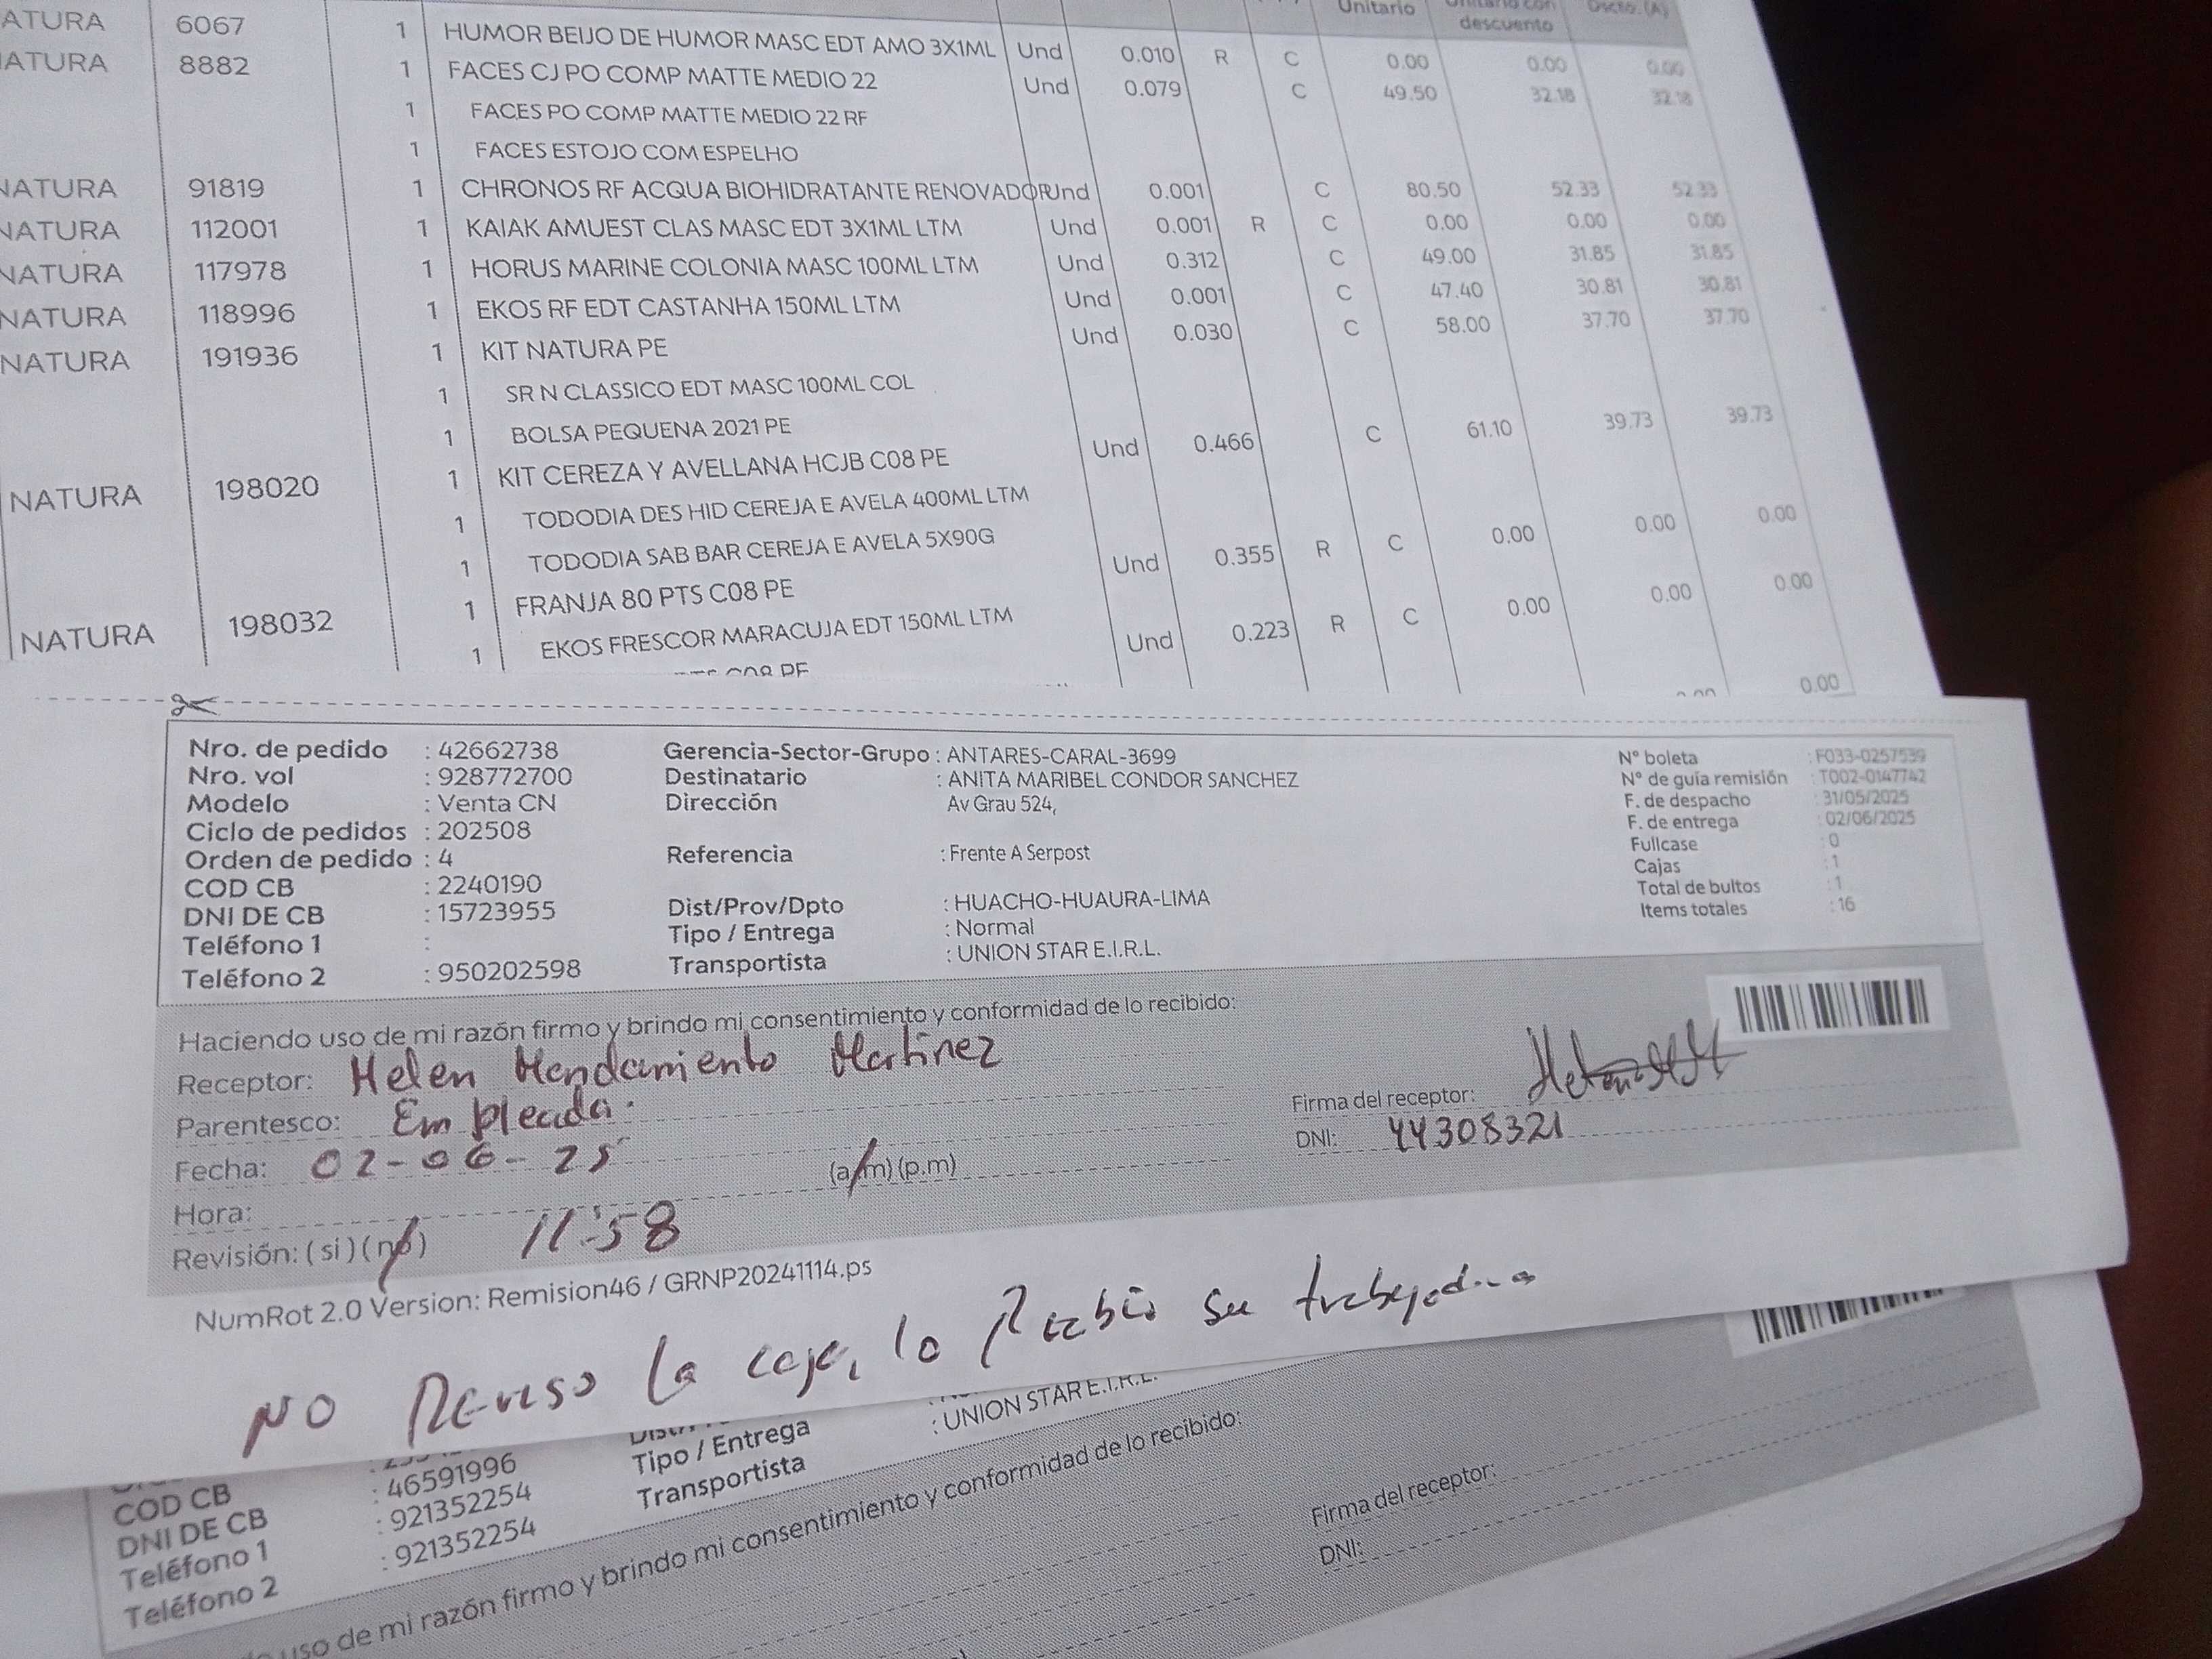 Unitario Unitario con descuento Dscto. (A)
ATURA 6067 1 HUMOR BEIJO DE HUMOR MASC EDT AMO 3X1ML Und 0.010 R C 0.00 0.00 0.00
ATURA 8882 1 FACES CJ PO COMP MATTE MEDIO 22 Und 0.079 C 49.50 32.18 32.18
1 FACES PO COMP MATTE MEDIO 22 RF
1 FACES ESTOJO COM ESPELHO
NATURA 91819 1 CHRONOS RF ACQUA BIOHIDRATANTE RENOVADOR Und 0.001 C 80.50 52.33 52.33
NATURA 112001 1 KAIAK AMUEST CLAS MASC EDT 3X1ML LTM Und 0.001 R C 0.00 0.00 0.00
NATURA 117978 1 HORUS MARINE COLONIA MASC 100ML LTM Und 0.312 C 49.00 31.85 31.85
NATURA 118996 1 EKOS RF EDT CASTANHA 150ML LTM Und 0.001 C 47.40 30.81 30.81
NATURA 191936 1 KIT NATURA PE Und 0.030 C 58.00 37.70 37.70
1 SR N CLASSICO EDT MASC 100ML COL
1 BOLSA PEQUENA 2021 PE
NATURA 198020 1 KIT CEREZA Y AVELLANA HCJB C08 PE Und 0.466 C 61.10 39.73 39.73
1 TODODIA DES HID CEREJA E AVELA 400ML LTM
1 TODODIA SAB BAR CEREJA E AVELA 5X90G
NATURA 198032 1 FRANJA 80 PTS C08 PE Und 0.355 R C 0.00 0.00 0.00
1 EKOS FRESCOR MARACUJA EDT 150ML LTM
C08 PE Und 0.223 R C 0.00 0.00 0.00
0.00 0.00
Nro. de pedido : 42662738 Gerencia-Sector-Grupo : ANTARES-CARAL-3699 N° boleta : F033-0257539
Nro. vol : 928772700 Destinatario : ANITA MARIBEL CONDOR SANCHEZ N° de guía remisión : T002-0147742
Modelo : Venta CN Dirección Av Grau 524, F. de despacho : 31/05/2025
Ciclo de pedidos : 202508 F. de entrega : 02/06/2025
Orden de pedido : 4 Referencia : Frente A Serpost Fullcase : 0
COD CB : 2240190 Cajas : 1
DNI DE CB : 15723955 Dist/Prov/Dpto : HUACHO-HUAURA-LIMA Total de bultos : 1
Teléfono 1 : Tipo / Entrega : Normal Items totales : 16
Teléfono 2 : 950202598 Transportista : UNION STAR E.I.R.L.
Haciendo uso de mi razón firmo y brindo mi consentimiento y conformidad de lo recibido:
Receptor: Helen Mendamiento Martinez Firma del receptor:
Parentesco: Empleada. DNI: 44308321
Fecha: 02-06-25 (a.m) (p.m)
Hora: 11:58
Revisión: ( si ) ( no )
NumRot 2.0 Version: Remision46 / GRNP20241114.ps
NO Reviso la caja, lo Recibio su trabajadora
: UNION STAR E.I.R.L.
COD CB : 46591996 Tipo / Entrega
DNI DE CB : 921352254 Transportista
Teléfono 1 : 921352254
Teléfono 2
uso de mi razón firmo y brindo mi consentimiento y conformidad de lo recibido:
Firma del receptor:
DNI: